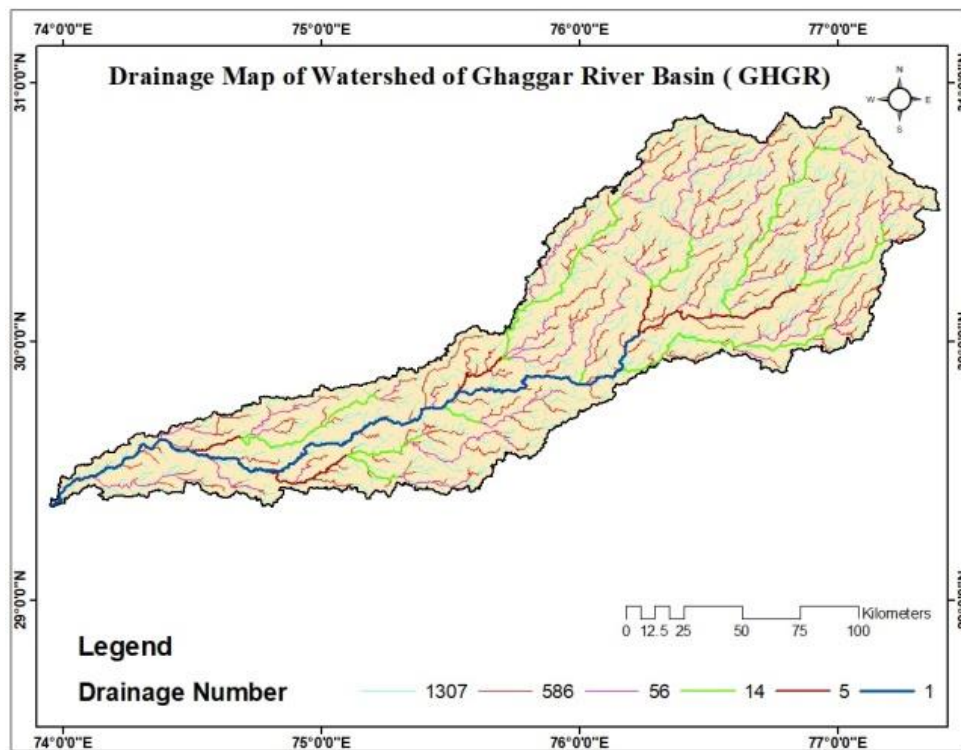 74°0'0"E 75°0'0"E 76°0'0"E 77°0'0"E
Drainage Map of Watershed of Ghaggar River Basin ( GHGR)
N
W E
S
31°0'0"N
30°0'0"N
29°0'0"N
Kilometers
0 12.5 25 50 75 100
Legend
Drainage Number 1307 586 56 14 5 1
74°0'0"E 75°0'0"E 76°0'0"E 77°0'0"E